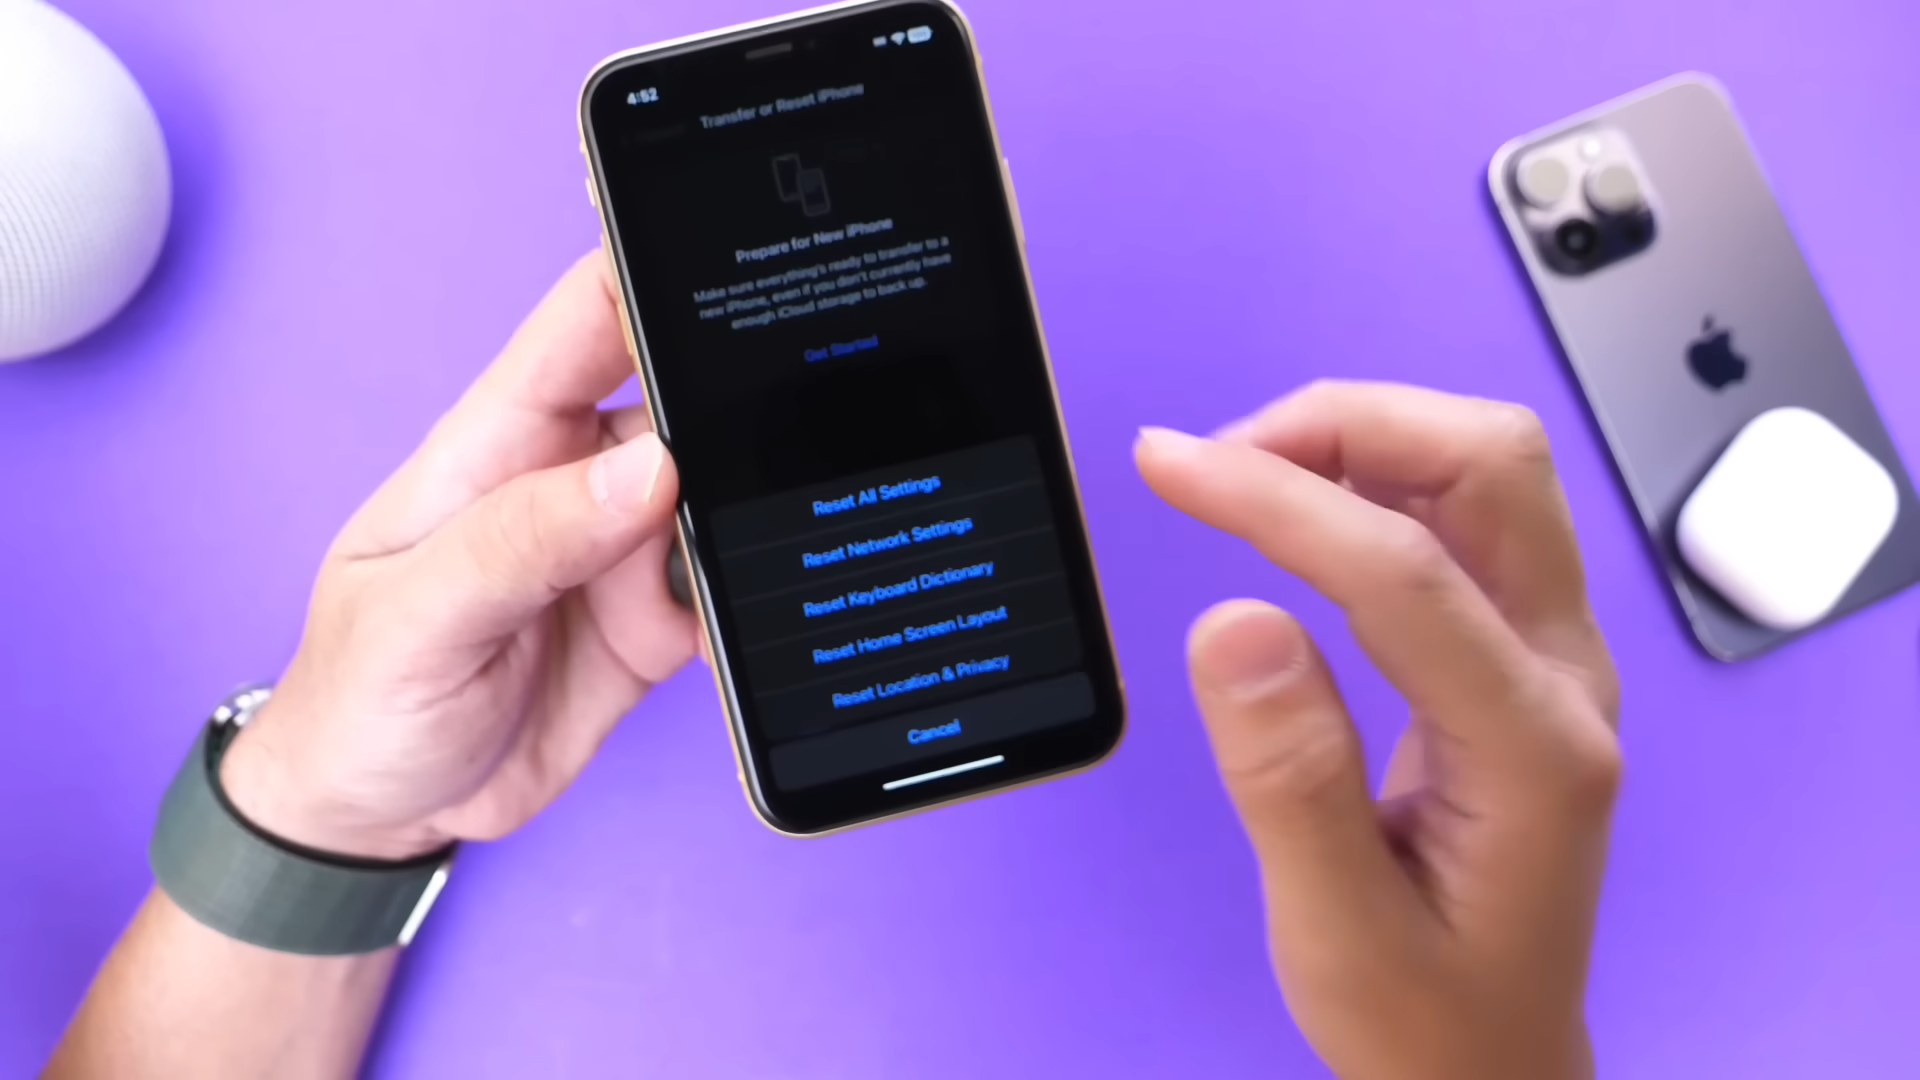 4:52
Transfer or Reset iPhone
Prepare for New iPhone
Make sure everything's ready to transfer to a
new iPhone, even if you don't currently have
enough iCloud storage to back up.
Get Started
Reset All Settings
Reset Network Settings
Reset Keyboard Dictionary
Reset Home Screen Layout
Reset Location & Privacy
Cancel